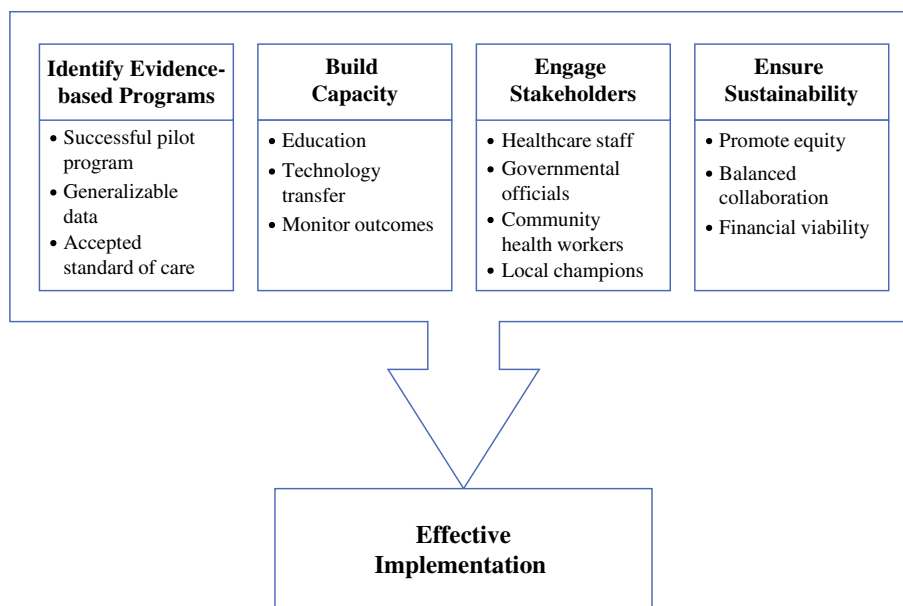 Identify Evidence-
based Programs
• Successful pilot
program
• Generalizable
data
• Accepted
standard of care
Build
Capacity
• Education
• Technology
transfer
• Monitor outcomes
Engage
Stakeholders
• Healthcare staff
• Governmental
officials
• Community
health workers
• Local champions
Ensure
Sustainability
• Promote equity
• Balanced
collaboration
• Financial viability
Effective
Implementation